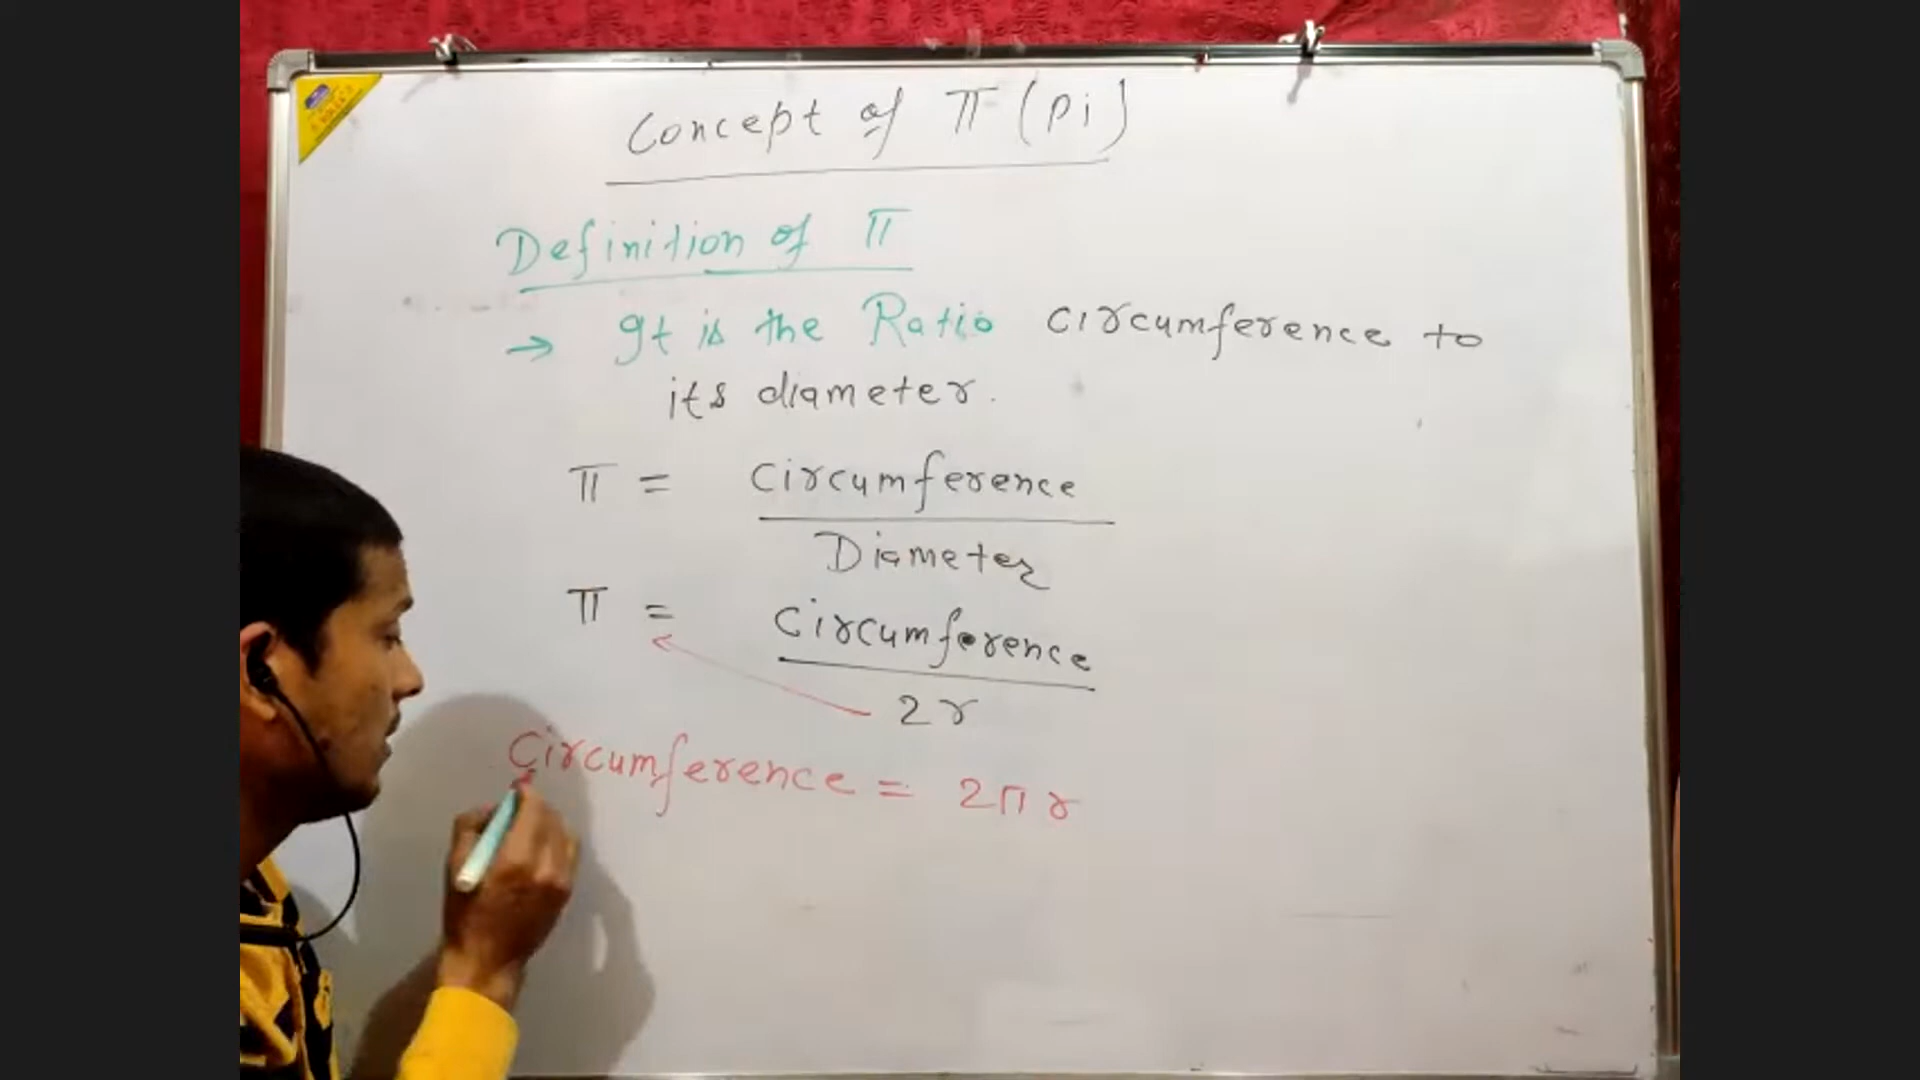 Concept of π (pi)
Definition of π
→ It is the Ratio circumference to
its diameter.
π = Circumference
Diameter
π = Circumference
2r
Circumference = 2πr